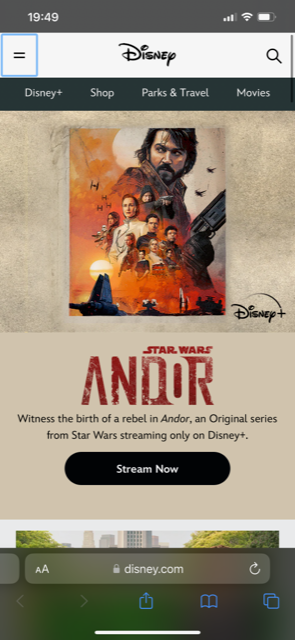 19:49
Disney
Disney+ Shop Parks & Travel Movies
Disney+
STAR WARS
ANDOR
Witness the birth of a rebel in Andor, an Original series
from Star Wars streaming only on Disney+.
Stream Now
AA disney.com